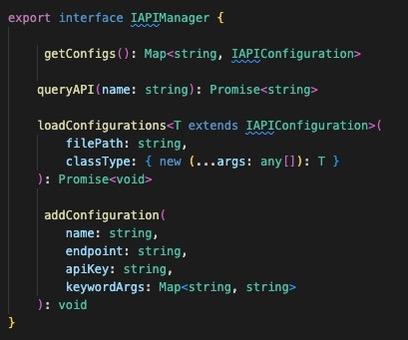 export interface IAPIManager {
getConfigs(): Map<string, IAPIConfiguration>
queryAPI(name: string): Promise<string>
loadConfigurations<T extends IAPIConfiguration>(
filePath: string,
classType: { new (...args: any[]): T }
): Promise<void>
addConfiguration(
name: string,
endpoint: string,
apiKey: string,
keywordArgs: Map<string, string>
): void
}